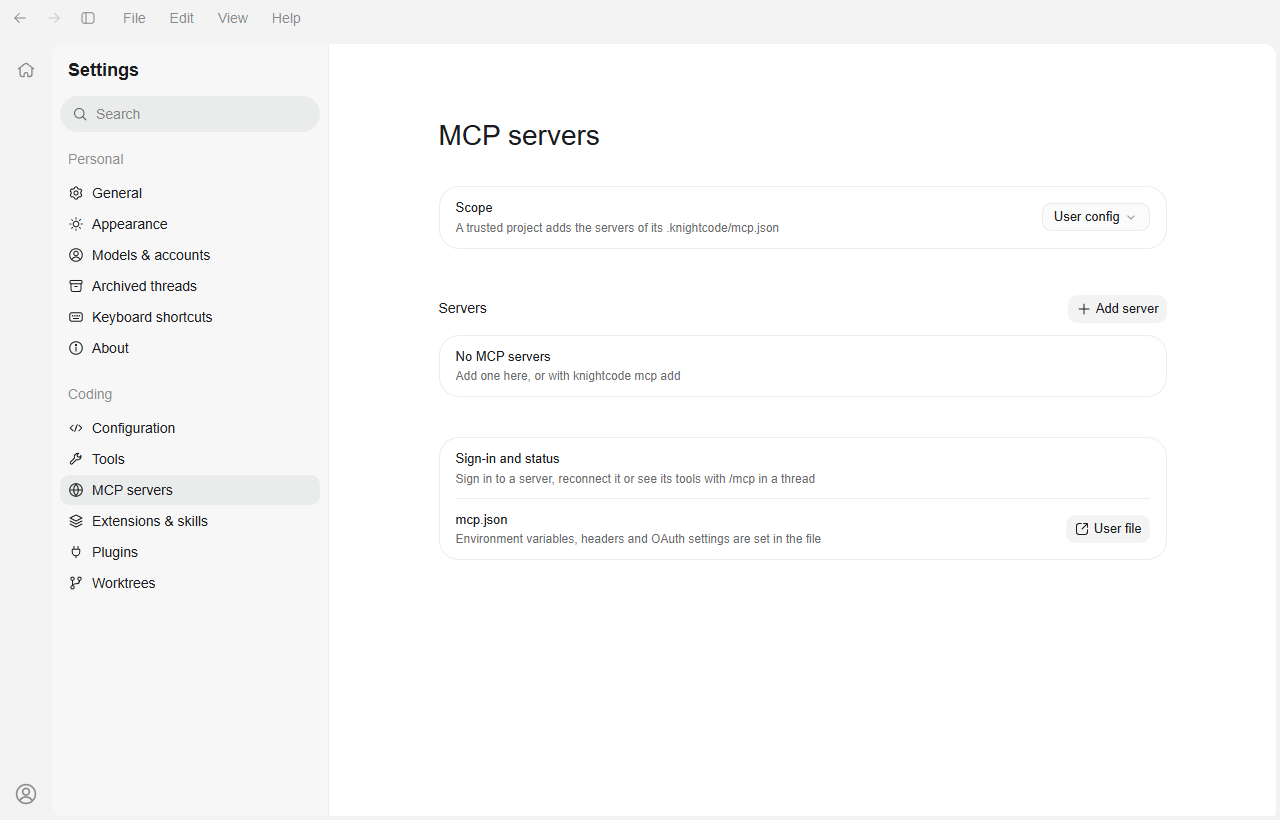 File Edit View Help
Settings
Search
Personal
General
Appearance
Models & accounts
Archived threads
Keyboard shortcuts
About
Coding
Configuration
Tools
MCP servers
Extensions & skills
Plugins
Worktrees
MCP servers
Scope
A trusted project adds the servers of its .knightcode/mcp.json
User config
Servers
Add server
No MCP servers
Add one here, or with knightcode mcp add
Sign-in and status
Sign in to a server, reconnect it or see its tools with /mcp in a thread
mcp.json
Environment variables, headers and OAuth settings are set in the file
User file